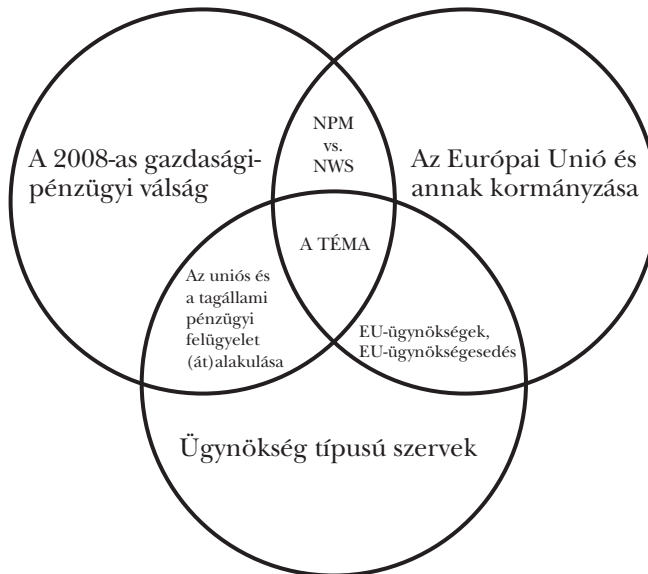 NPM
vs.
NWS
A 2008-as gazdasági-
pénzügyi válság
Az Európai Unió és
annak kormányzása
A TÉMA
Az uniós és
a tagállami
pénzügyi
felügyelet
(át)alakulása
EU-ügynökségek,
EU-ügynökségesedés
Ügynökség típusú szervek